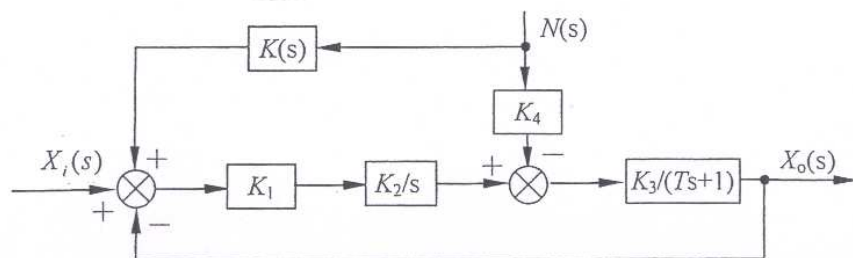 N(s)
K(s)
K₄
Xᵢ(s)
+
+
−
K₁
K₂/s
+
−
K₃/(Ts+1)
Xₒ(s)